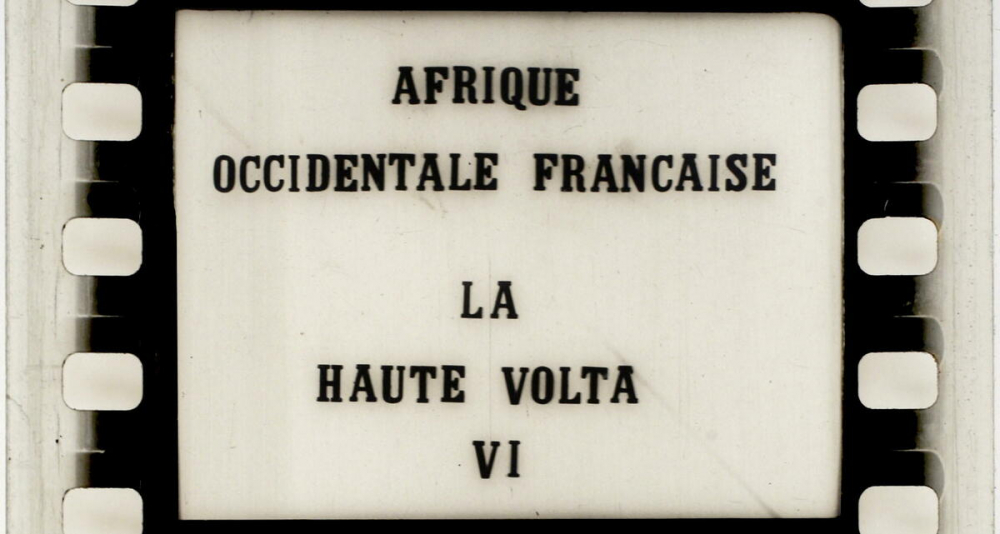 AFRIQUE
OCCIDENTALE FRANCAISE
LA
HAUTE VOLTA
VI